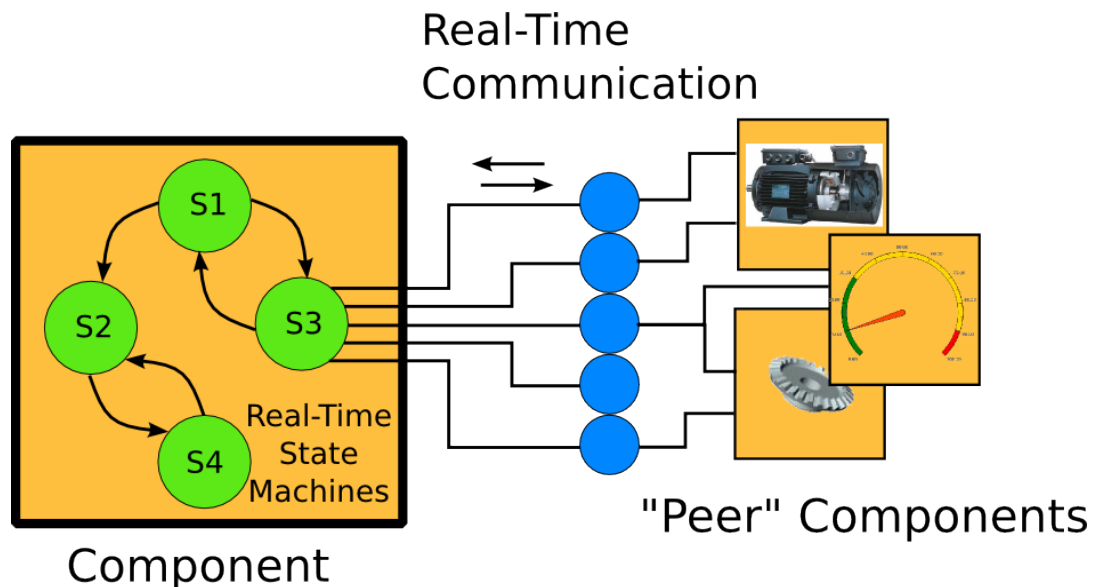 Real-Time
Communication
S1
S2
S3
S4
Real-Time
State
Machines
"Peer" Components
Component